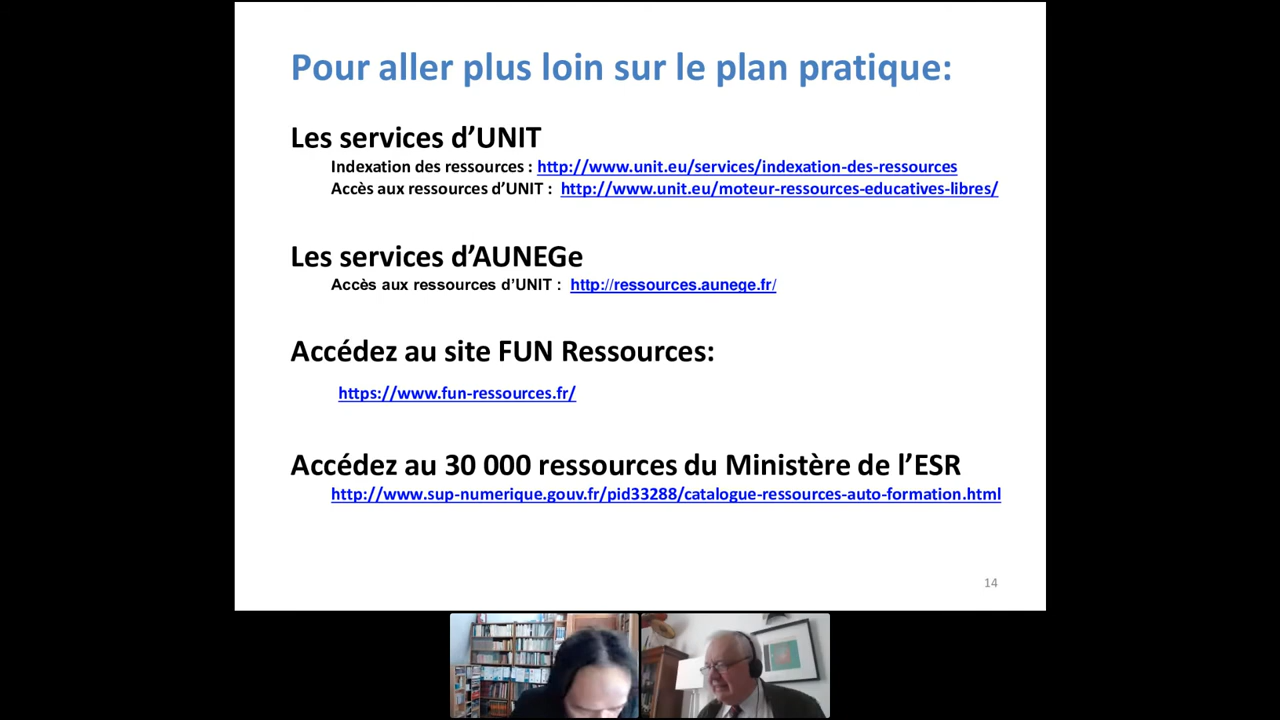 Pour aller plus loin sur le plan pratique:
Les services d’UNIT
Indexation des ressources : http://www.unit.eu/services/indexation-des-ressources
Accès aux ressources d’UNIT : http://www.unit.eu/moteur-ressources-educatives-libres/
Les services d’AUNEGe
Accès aux ressources d’UNIT : http://ressources.aunege.fr/
Accédez au site FUN Ressources:
https://www.fun-ressources.fr/
Accédez au 30 000 ressources du Ministère de l’ESR
http://www.sup-numerique.gouv.fr/pid33288/catalogue-ressources-auto-formation.html
14